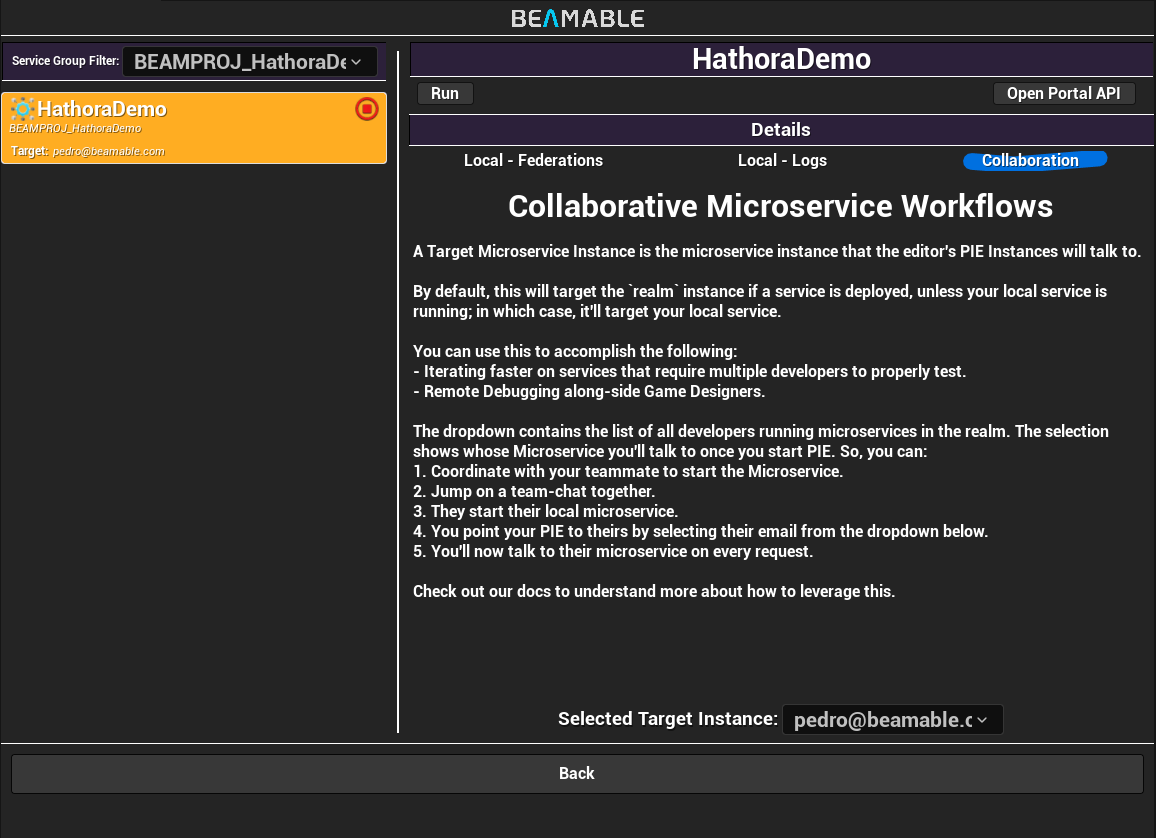 BEAMABLE
Service Group Filter: BEAMPROJ_HathoraDe
HathoraDemo
BEAMPROJ_HathoraDemo
Target: pedro@beamable.com
HathoraDemo
Run
Open Portal API
Details
Local - Federations
Local - Logs
Collaboration
Collaborative Microservice Workflows
A Target Microservice Instance is the microservice instance that the editor's PIE Instances will talk to.
By default, this will target the `realm` instance if a service is deployed, unless your local service is
running; in which case, it'll target your local service.
You can use this to accomplish the following:
- Iterating faster on services that require multiple developers to properly test.
- Remote Debugging along-side Game Designers.
The dropdown contains the list of all developers running microservices in the realm. The selection
shows whose Microservice you'll talk to once you start PIE. So, you can:
1. Coordinate with your teammate to start the Microservice.
2. Jump on a team-chat together.
3. They start their local microservice.
4. You point your PIE to theirs by selecting their email from the dropdown below.
5. You'll now talk to their microservice on every request.
Check out our docs to understand more about how to leverage this.
Selected Target Instance: pedro@beamable.c
Back